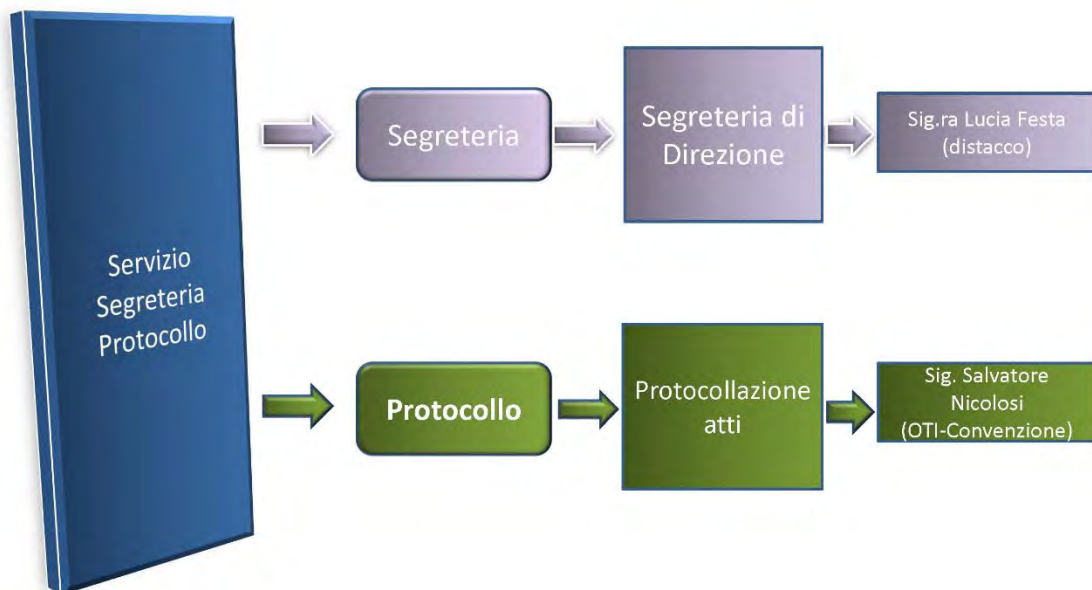 Servizio
Segreteria
Protocollo
Segreteria
Segreteria di
Direzione
Sig.ra Lucia Festa
(distacco)
Protocollo
Protocollazione
atti
Sig. Salvatore
Nicolosi
(OTI-Convenzione)